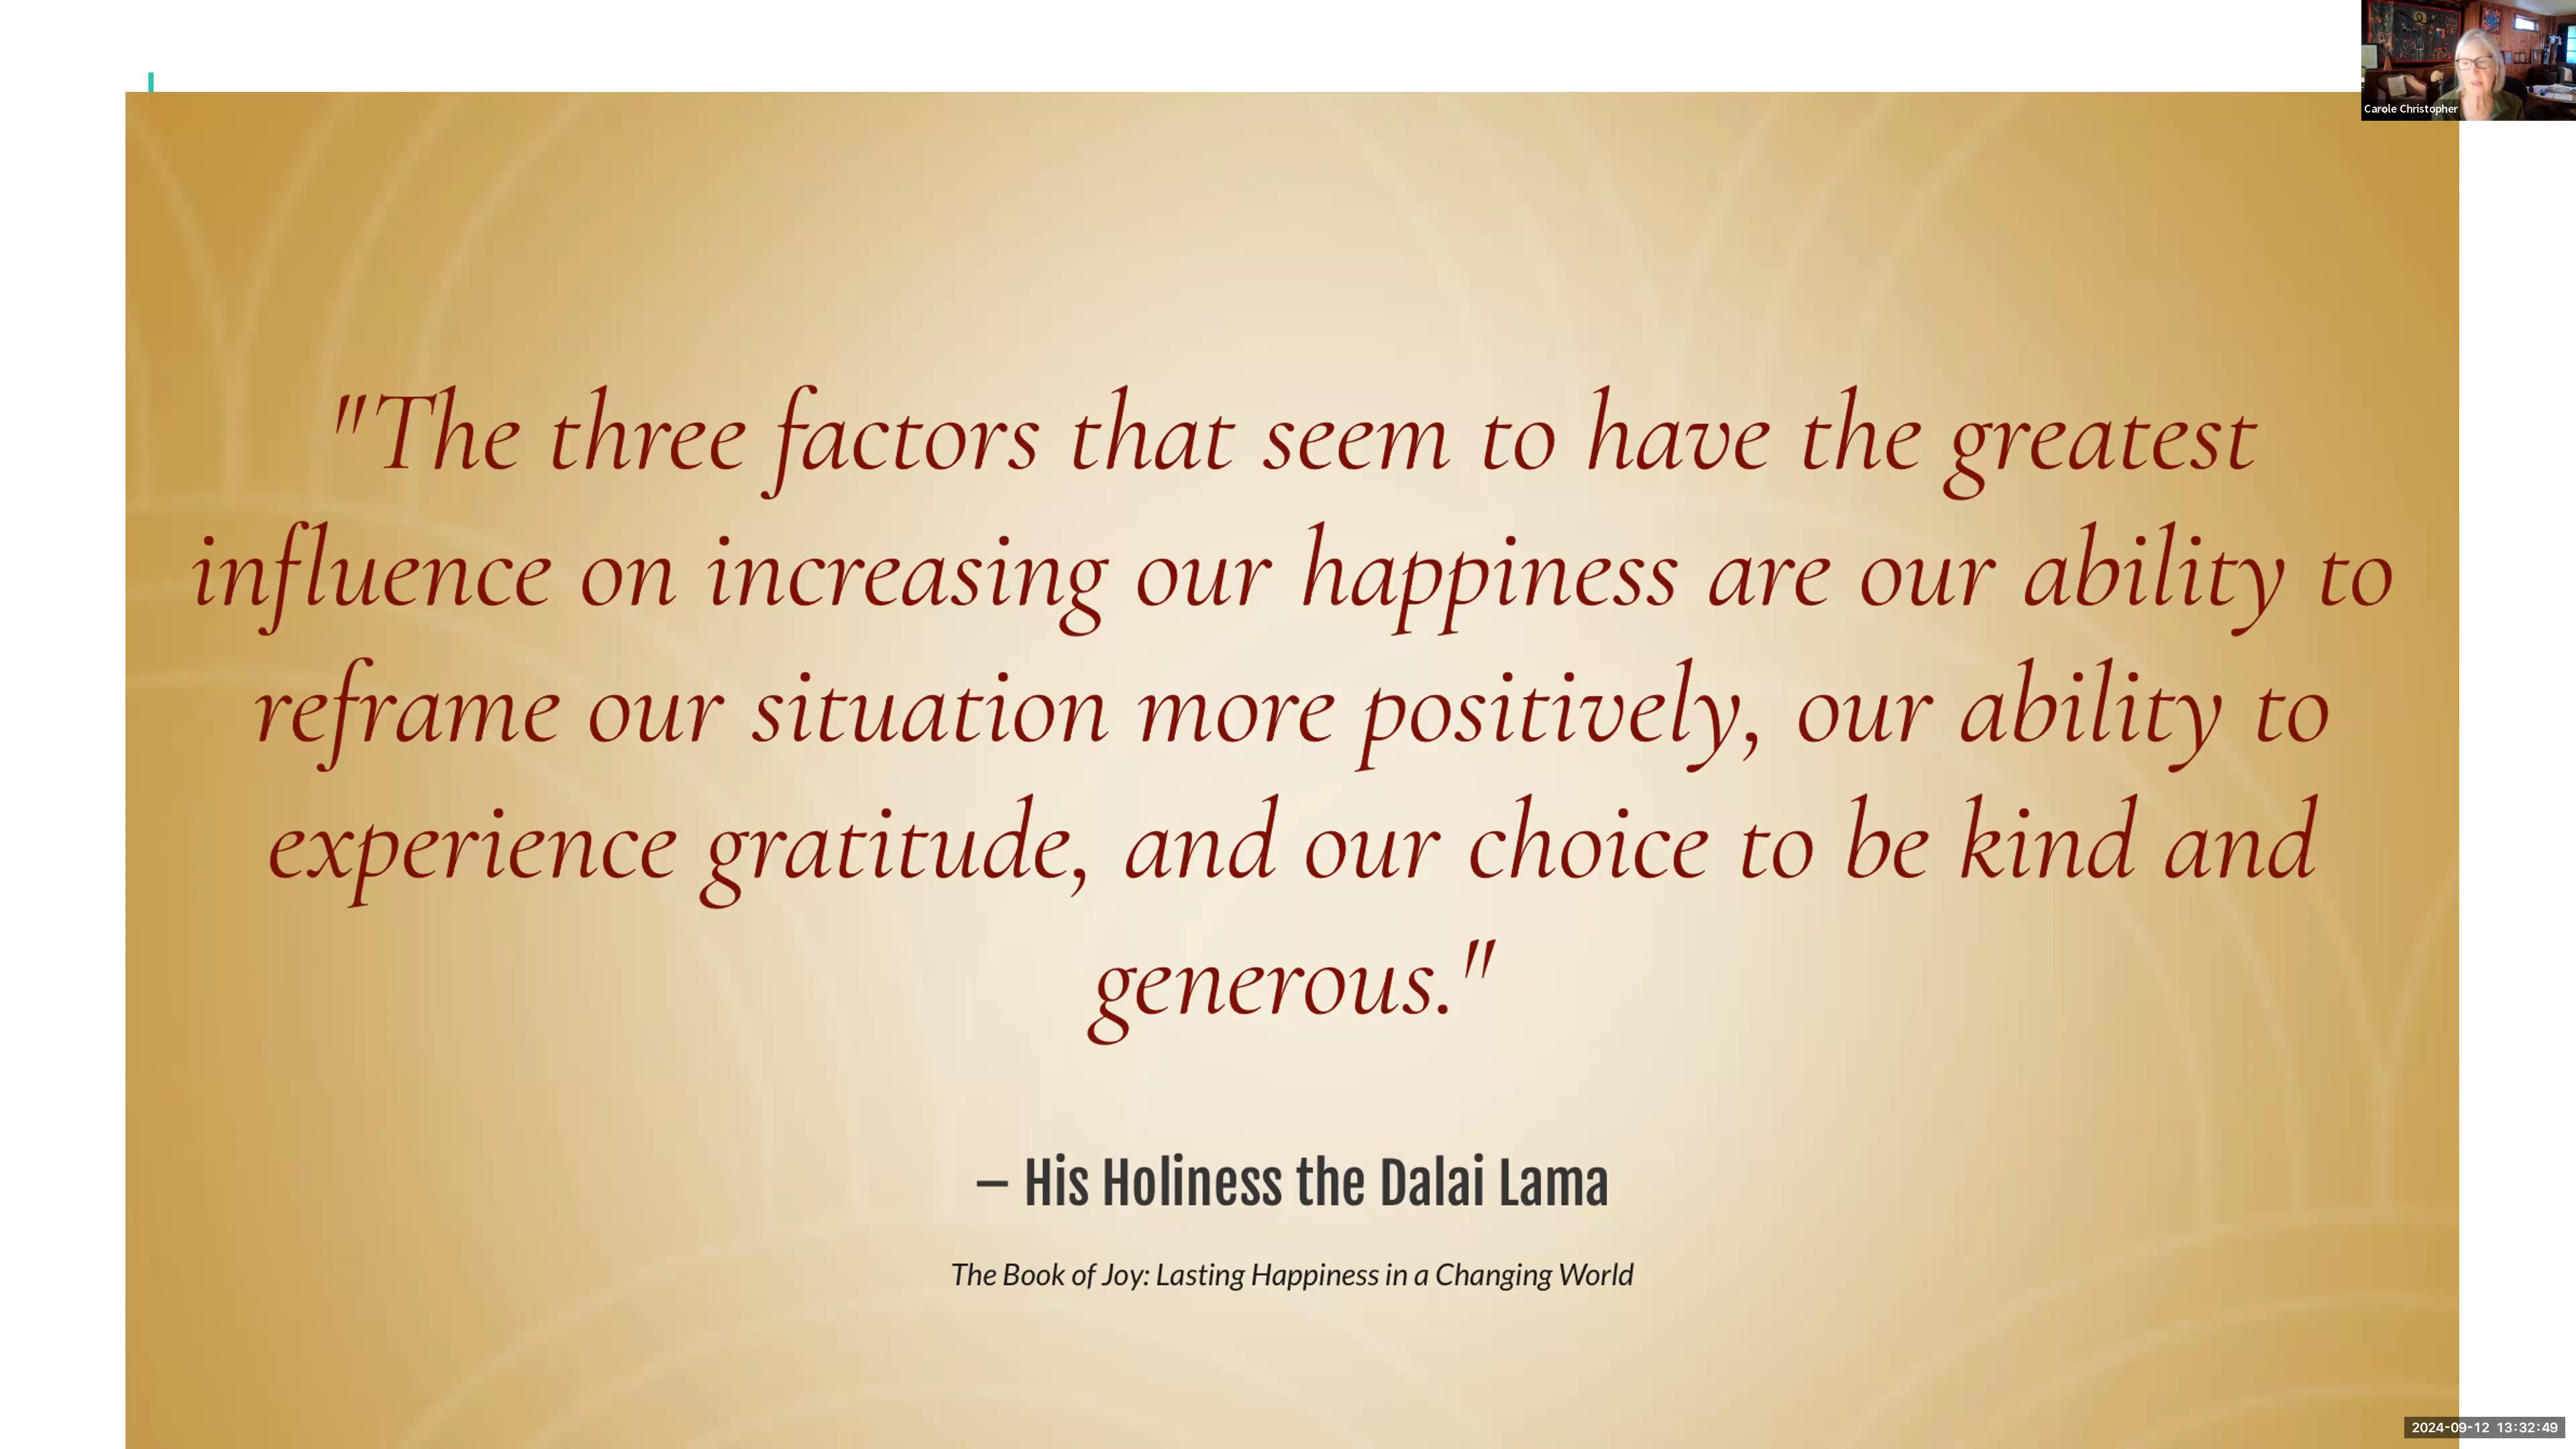 Carole Christopher
"The three factors that seem to have the greatest
influence on increasing our happiness are our ability to
reframe our situation more positively, our ability to
experience gratitude, and our choice to be kind and
generous."
– His Holiness the Dalai Lama
The Book of Joy: Lasting Happiness in a Changing World
2024-09-12 13:32:49